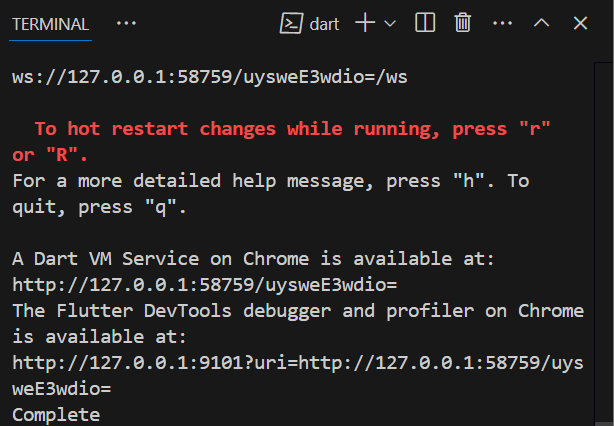 TERMINAL ··· dart
ws://127.0.0.1:58759/uysweE3wdio=/ws
To hot restart changes while running, press "r"
or "R".
For a more detailed help message, press "h". To
quit, press "q".
A Dart VM Service on Chrome is available at:
http://127.0.0.1:58759/uysweE3wdio=
The Flutter DevTools debugger and profiler on Chrome
is available at:
http://127.0.0.1:9101?uri=http://127.0.0.1:58759/uys
weE3wdio=
Complete